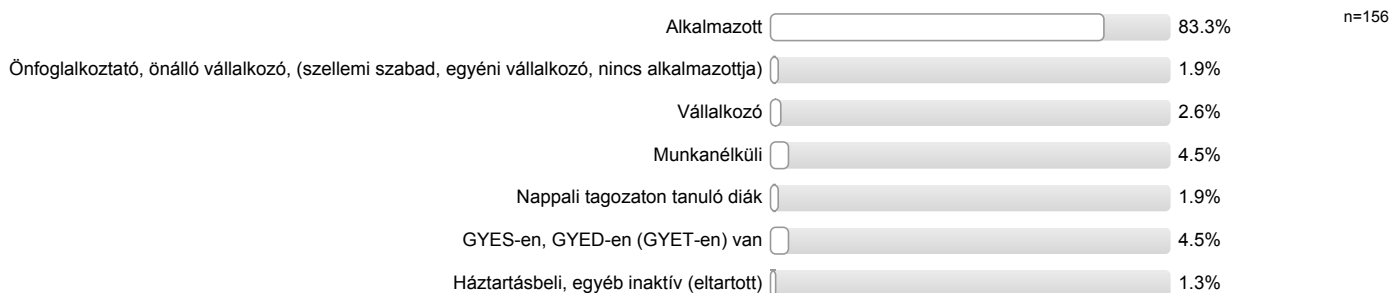 Alkalmazott 83.3% n=156
Önfoglalkoztató, önálló vállalkozó, (szellemi szabad, egyéni vállalkozó, nincs alkalmazottja) 1.9%
Vállalkozó 2.6%
Munkanélküli 4.5%
Nappali tagozaton tanuló diák 1.9%
GYES-en, GYED-en (GYET-en) van 4.5%
Háztartásbeli, egyéb inaktív (eltartott) 1.3%